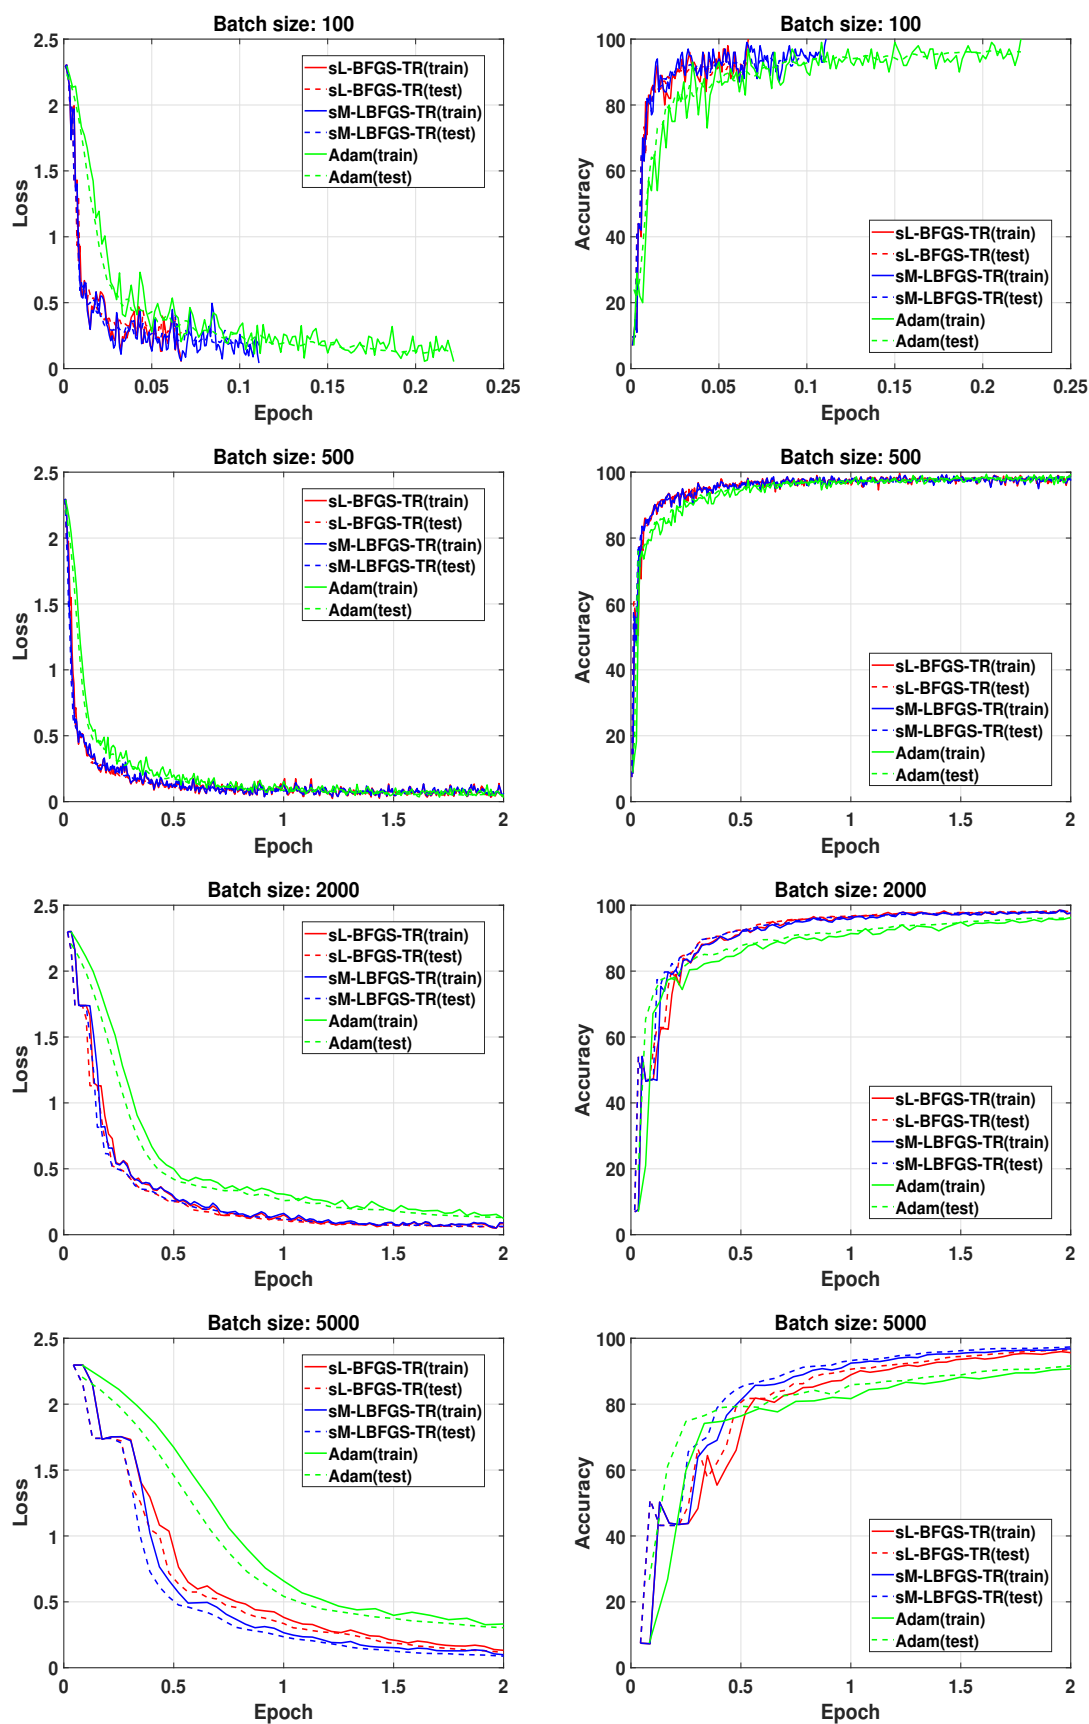 Batch size: 100
2.5
2
1.5
1
0.5
0
Loss
sL-BFGS-TR(train)
sL-BFGS-TR(test)
sM-LBFGS-TR(train)
sM-LBFGS-TR(test)
Adam(train)
Adam(test)
0 0.05 0.1 0.15 0.2 0.25
Epoch
Batch size: 100
100
80
60
40
20
0
Accuracy
sL-BFGS-TR(train)
sL-BFGS-TR(test)
sM-LBFGS-TR(train)
sM-LBFGS-TR(test)
Adam(train)
Adam(test)
0 0.05 0.1 0.15 0.2 0.25
Epoch
Batch size: 500
2.5
2
1.5
1
0.5
0
Loss
sL-BFGS-TR(train)
sL-BFGS-TR(test)
sM-LBFGS-TR(train)
sM-LBFGS-TR(test)
Adam(train)
Adam(test)
0 0.5 1 1.5 2
Epoch
Batch size: 500
100
80
60
40
20
0
Accuracy
sL-BFGS-TR(train)
sL-BFGS-TR(test)
sM-LBFGS-TR(train)
sM-LBFGS-TR(test)
Adam(train)
Adam(test)
0 0.5 1 1.5 2
Epoch
Batch size: 2000
2.5
2
1.5
1
0.5
0
Loss
sL-BFGS-TR(train)
sL-BFGS-TR(test)
sM-LBFGS-TR(train)
sM-LBFGS-TR(test)
Adam(train)
Adam(test)
0 0.5 1 1.5 2
Epoch
Batch size: 2000
100
80
60
40
20
0
Accuracy
sL-BFGS-TR(train)
sL-BFGS-TR(test)
sM-LBFGS-TR(train)
sM-LBFGS-TR(test)
Adam(train)
Adam(test)
0 0.5 1 1.5 2
Epoch
Batch size: 5000
2.5
2
1.5
1
0.5
0
Loss
sL-BFGS-TR(train)
sL-BFGS-TR(test)
sM-LBFGS-TR(train)
sM-LBFGS-TR(test)
Adam(train)
Adam(test)
0 0.5 1 1.5 2
Epoch
Batch size: 5000
100
80
60
40
20
0
Accuracy
sL-BFGS-TR(train)
sL-BFGS-TR(test)
sM-LBFGS-TR(train)
sM-LBFGS-TR(test)
Adam(train)
Adam(test)
0 0.5 1 1.5 2
Epoch